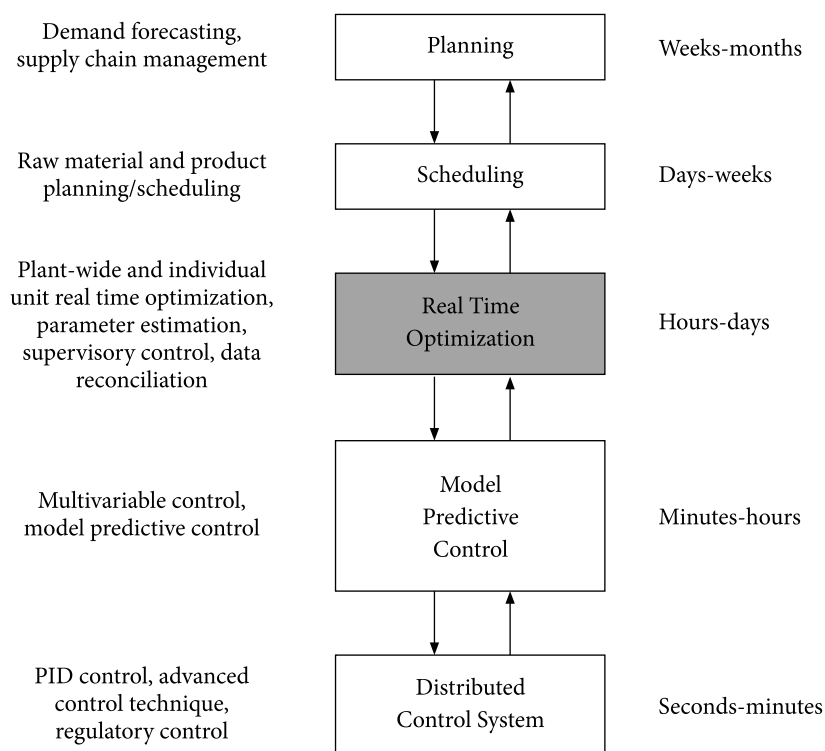 Demand forecasting,
supply chain management
Planning
Weeks-months
Raw material and product
planning/scheduling
Scheduling
Days-weeks
Plant-wide and individual
unit real time optimization,
parameter estimation,
supervisory control, data
reconciliation
Real Time
Optimization
Hours-days
Multivariable control,
model predictive control
Model
Predictive
Control
Minutes-hours
PID control, advanced
control technique,
regulatory control
Distributed
Control System
Seconds-minutes